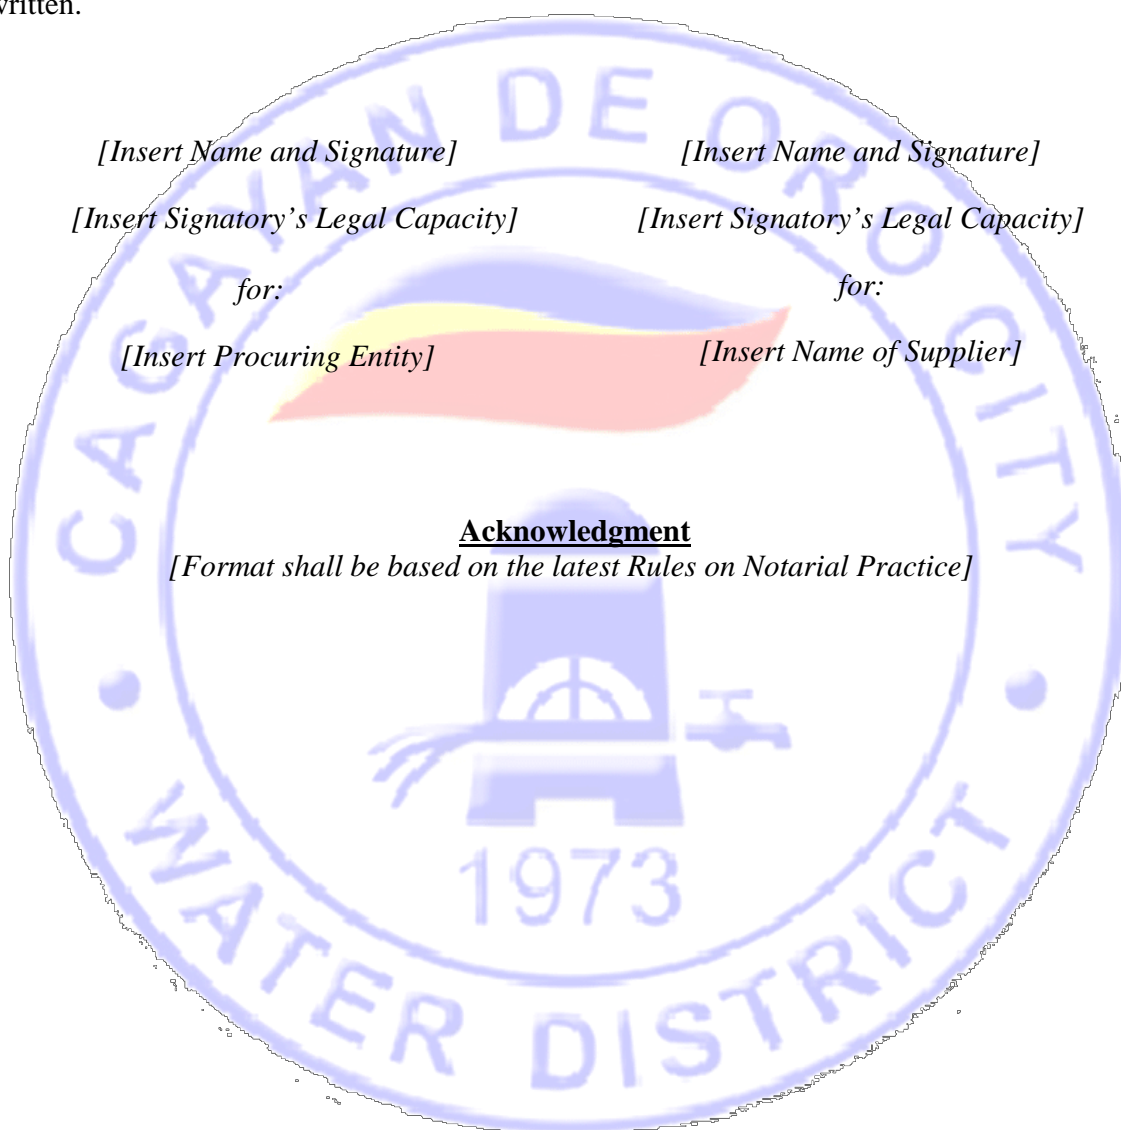 written.
[Insert Name and Signature]
[Insert Name and Signature]
[Insert Signatory’s Legal Capacity]
[Insert Signatory’s Legal Capacity]
for:
for:
[Insert Procuring Entity]
[Insert Name of Supplier]
Acknowledgment
[Format shall be based on the latest Rules on Notarial Practice]
CAGAYAN DE ORO CITY
WATER DISTRICT
1973